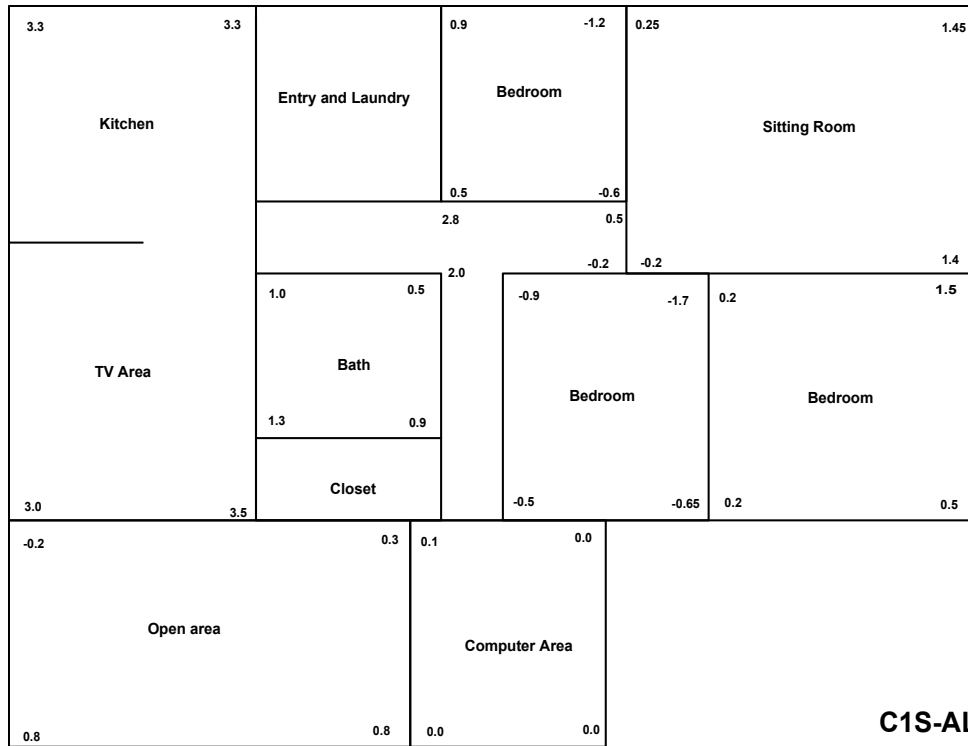 3.3 3.3 0.9 -1.2 0.25 1.45
Kitchen Entry and Laundry Bedroom Sitting Room
0.5 -0.6
2.8 0.5
2.0 -0.2 -0.2 1.4
1.0 0.5 -0.9 -1.7 0.2 1.5
TV Area Bath Bedroom Bedroom
1.3 0.9
Closet
3.0 3.5 -0.5 -0.65 0.2 0.5
-0.2 0.3 0.1 0.0
Open area Computer Area
0.8 0.8 0.0 0.0
C1S-AL